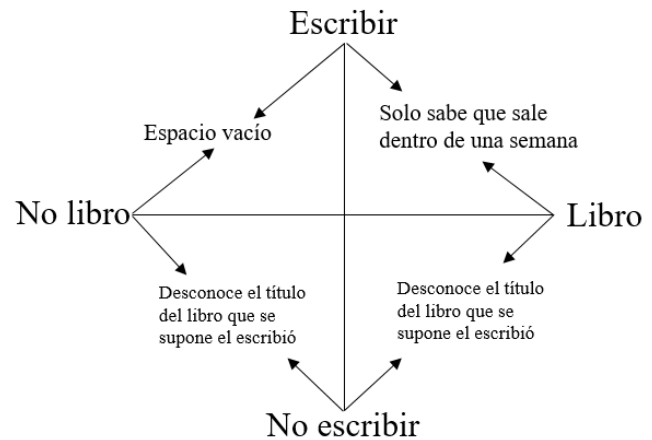 Escribir
Espacio vacío
Solo sabe que sale
dentro de una semana
No libro
Libro
Desconoce el título
del libro que se
supone el escribió
Desconoce el título
del libro que se
supone el escribió
No escribir